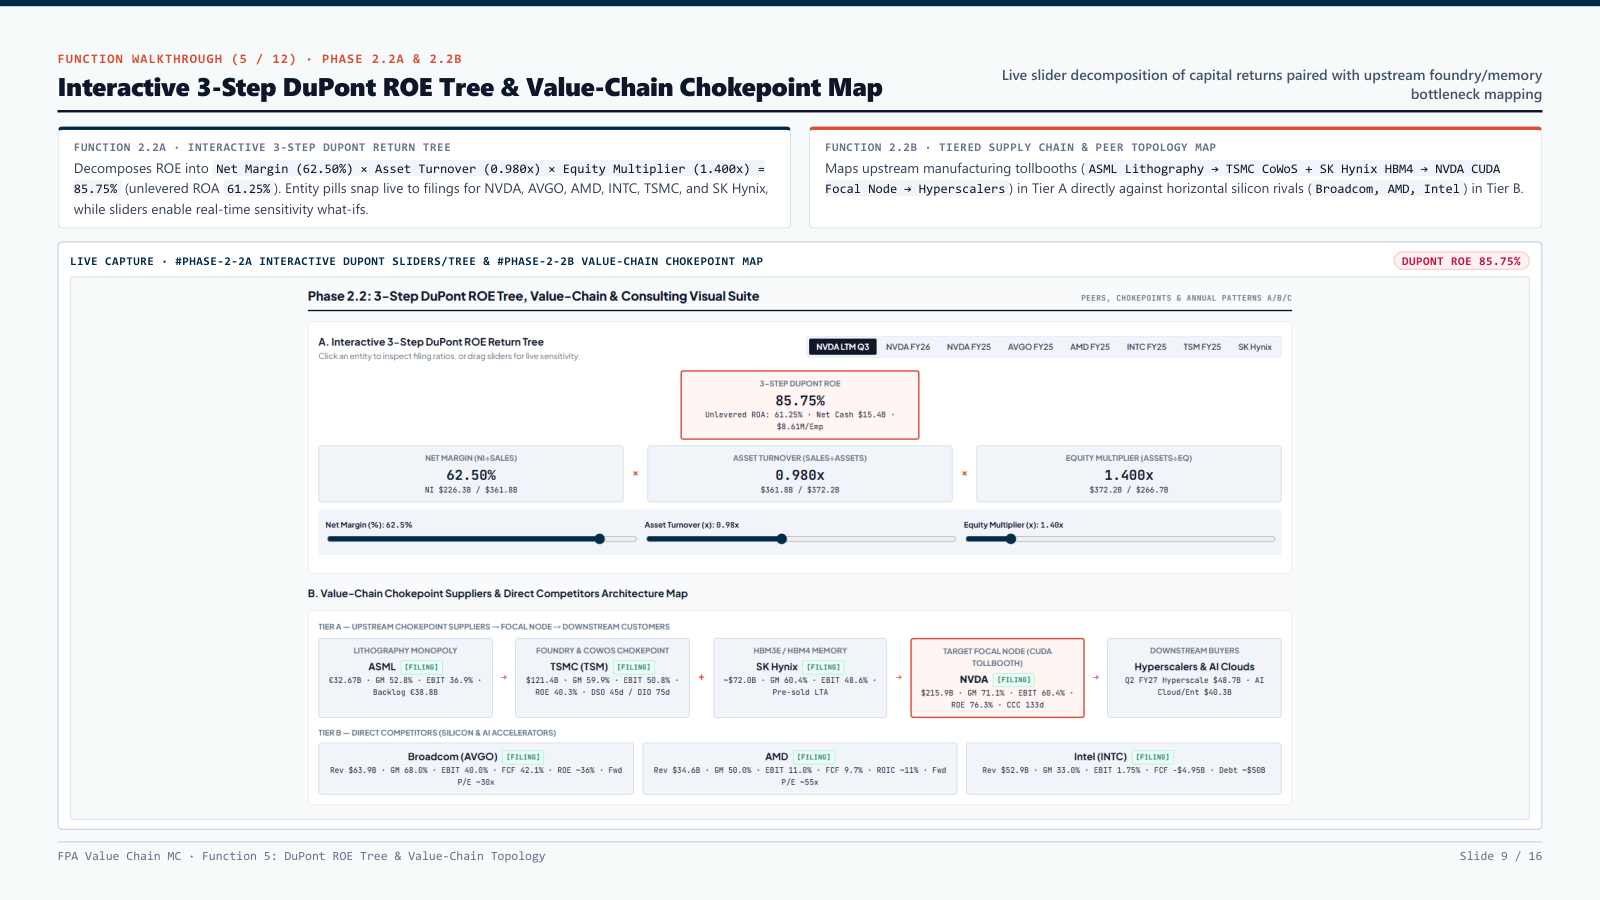 FUNCTION WALKTHROUGH (5 / 12) · PHASE 2.2A & 2.2B
Interactive 3-Step DuPont ROE Tree & Value-Chain Chokepoint Map
Live slider decomposition of capital returns paired with upstream foundry/memory
bottleneck mapping
FUNCTION 2.2A · INTERACTIVE 3-STEP DUPONT RETURN TREE
Decomposes ROE into Net Margin (62.50%) × Asset Turnover (0.980x) × Equity Multiplier (1.400x) =
85.75% (unlevered ROA 61.25%). Entity pills snap live to filings for NVDA, AVGO, AMD, INTC, TSMC, and SK Hynix,
while sliders enable real-time sensitivity what-ifs.
FUNCTION 2.2B · TIERED SUPPLY CHAIN & PEER TOPOLOGY MAP
Maps upstream manufacturing tollbooths (ASML Lithography → TSMC CoWoS + SK Hynix HBM4 → NVDA CUDA
Focal Node → Hyperscalers) in Tier A directly against horizontal silicon rivals (Broadcom, AMD, Intel) in Tier B.
LIVE CAPTURE · #PHASE-2-2A INTERACTIVE DUPONT SLIDERS/TREE & #PHASE-2-2B VALUE-CHAIN CHOKEPOINT MAP
DUPONT ROE 85.75%
Phase 2.2: 3-Step DuPont ROE Tree, Value-Chain & Consulting Visual Suite
PEERS, CHOKEPOINTS & ANNUAL PATTERNS A/B/C
A. Interactive 3-Step DuPont ROE Return Tree
Click an entity to inspect filing ratios, or drag sliders for live sensitivity.
NVDA LTM Q3 NVDA FY26 NVDA FY25 AVGO FY25 AMD FY25 INTC FY25 TSM FY25 SK Hynix
3-STEP DUPONT ROE
85.75%
Unlevered ROA: 61.25% · Net Cash $15.4B ·
$8.61M/Emp
NET MARGIN (NI÷SALES)
62.50%
NI $226.3B / $361.8B
×
ASSET TURNOVER (SALES÷ASSETS)
0.980x
$361.8B / $372.2B
×
EQUITY MULTIPLIER (ASSETS÷EQ)
1.400x
$372.2B / $266.7B
Net Margin (%): 62.5%
Asset Turnover (x): 0.98x
Equity Multiplier (x): 1.40x
B. Value-Chain Chokepoint Suppliers & Direct Competitors Architecture Map
TIER A — UPSTREAM CHOKEPOINT SUPPLIERS → FOCAL NODE → DOWNSTREAM CUSTOMERS
LITHOGRAPHY MONOPOLY
ASML [FILING]
€32.67B · GM 52.8% · EBIT 36.9% ·
Backlog €38.8B
→
FOUNDRY & COWOS CHOKEPOINT
TSMC (TSM) [FILING]
$121.4B · GM 59.9% · EBIT 50.8% ·
ROE 40.3% · DSO 45d / DIO 75d
+
HBM3E / HBM4 MEMORY
SK Hynix [FILING]
~$72.0B · GM 60.4% · EBIT 48.6% ·
Pre-sold LTA
→
TARGET FOCAL NODE (CUDA
TOLLBOOTH)
NVDA [FILING]
$215.9B · GM 71.1% · EBIT 60.4% ·
ROE 76.3% · CCC 133d
→
DOWNSTREAM BUYERS
Hyperscalers & AI Clouds
Q2 FY27 Hyperscale $48.7B · AI
Cloud/Ent $40.3B
TIER B — DIRECT COMPETITORS (SILICON & AI ACCELERATORS)
Broadcom (AVGO) [FILING]
Rev $63.9B · GM 68.0% · EBIT 40.0% · FCF 42.1% · ROE ~36% · Fwd
P/E ~30x
AMD [FILING]
Rev $34.6B · GM 50.0% · EBIT 11.0% · FCF 9.7% · ROIC ~11% · Fwd
P/E ~55x
Intel (INTC) [FILING]
Rev $52.9B · GM 33.0% · EBIT 1.75% · FCF -$4.95B · Debt ~$50B
FPA Value Chain MC · Function 5: DuPont ROE Tree & Value-Chain Topology
Slide 9 / 16